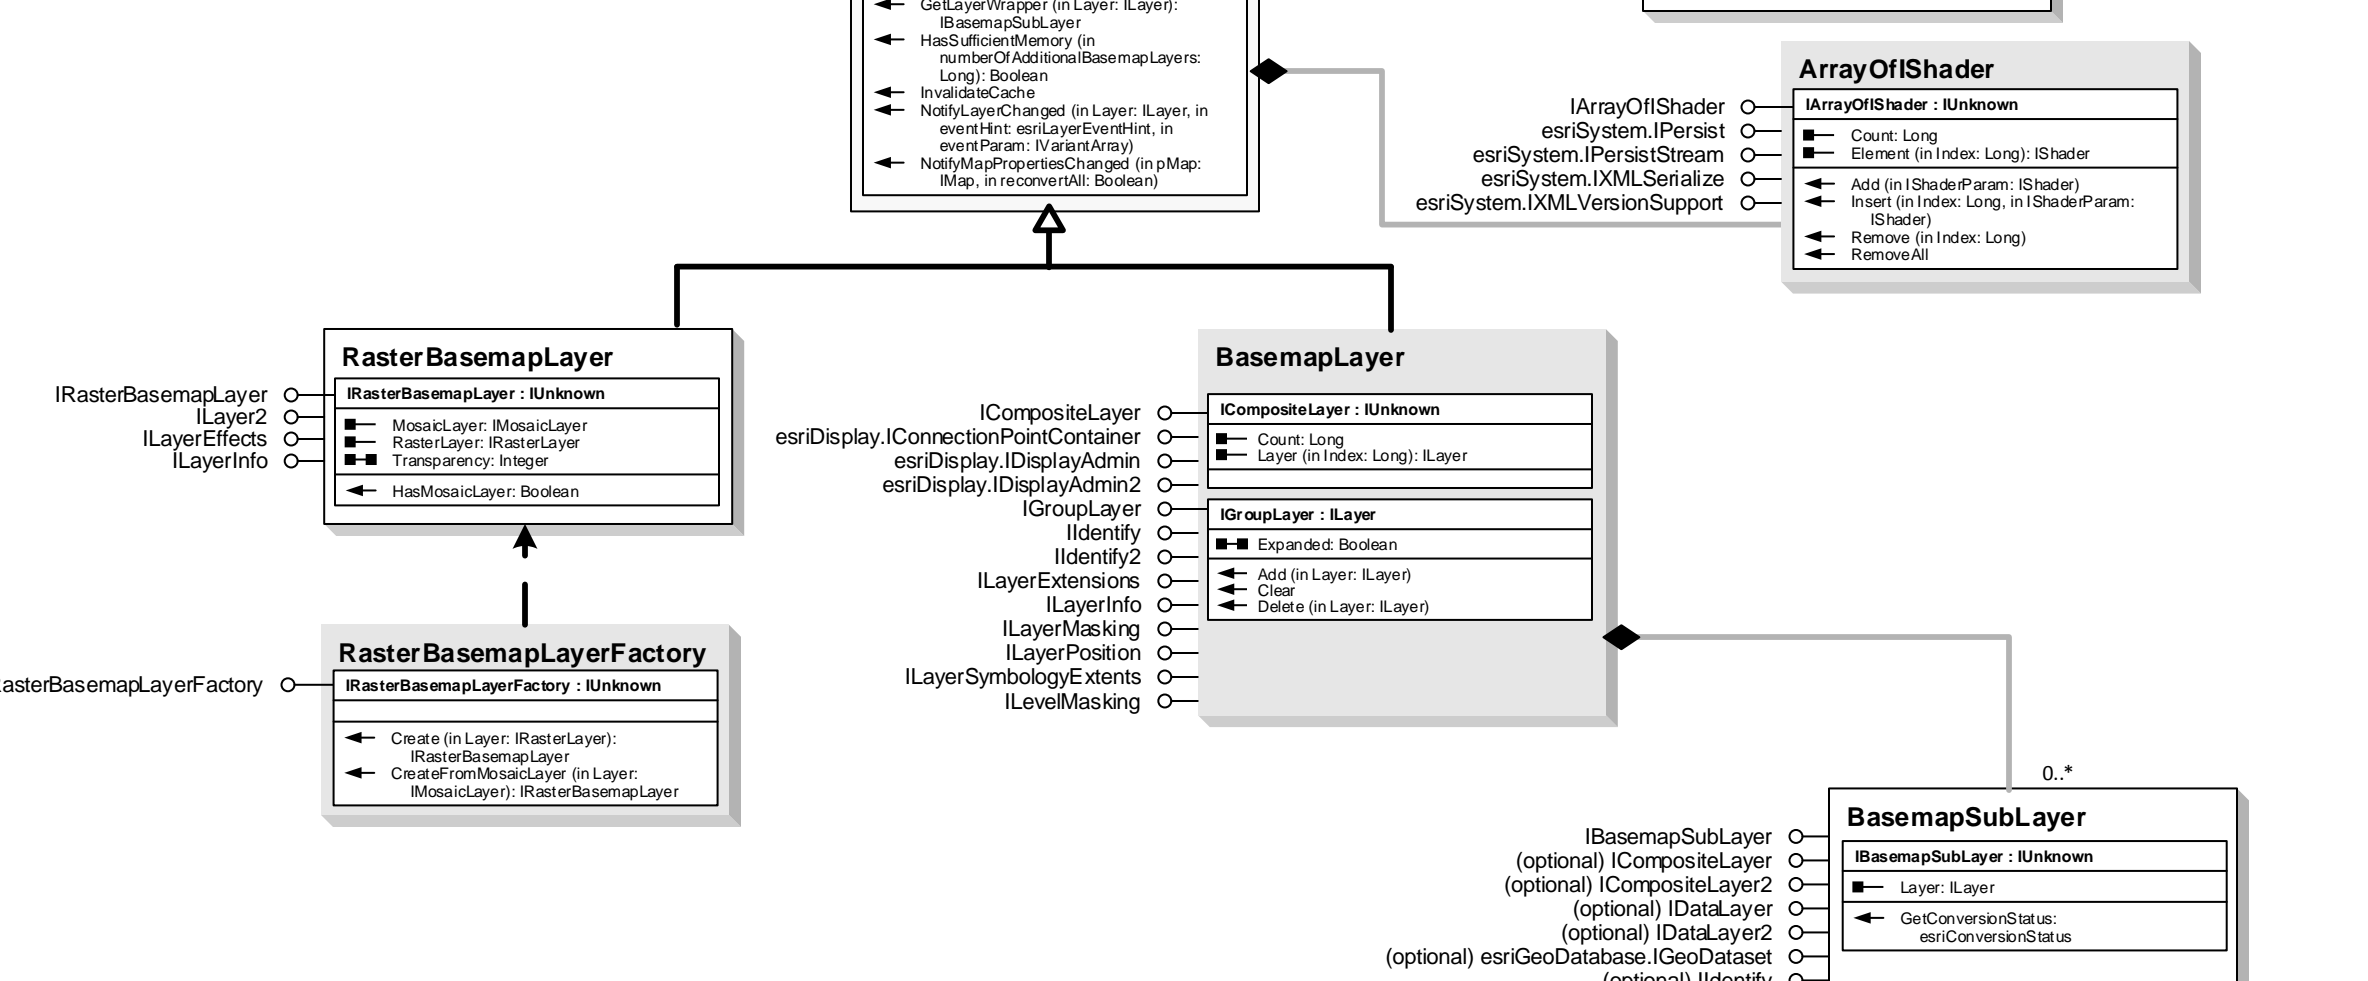 GetLayerWrapper (in Layer: ILayer):
IBasemapSubLayer
HasSufficientMemory (in
numberOfAdditionalBasemapLayers:
Long): Boolean
InvalidateCache
NotifyLayerChanged (in Layer: ILayer, in
eventHint: esriLayerEventHint, in
eventParam: IVariantArray)
NotifyMapPropertiesChanged (in pMap:
IMap, in reconvertAll: Boolean)
ArrayOfIShader
IArrayOfIShader
esriSystem.IPersist
esriSystem.IPersistStream
esriSystem.IXMLSerialize
esriSystem.IXMLVersionSupport
IArrayOfIShader : IUnknown
Count: Long
Element (in Index: Long): IShader
Add (in IShaderParam: IShader)
Insert (in Index: Long, in IShaderParam:
IShader)
Remove (in Index: Long)
RemoveAll
RasterBasemapLayer
IRasterBasemapLayer
ILayer2
ILayerEffects
ILayerInfo
IRasterBasemapLayer : IUnknown
MosaicLayer: IMosaicLayer
RasterLayer: IRasterLayer
Transparency: Integer
HasMosaicLayer: Boolean
BasemapLayer
ICompositeLayer
esriDisplay.IConnectionPointContainer
esriDisplay.IDisplayAdmin
esriDisplay.IDisplayAdmin2
IGroupLayer
IIdentify
IIdentify2
ILayerExtensions
ILayerInfo
ILayerMasking
ILayerPosition
ILayerSymbologyExtents
ILevelMasking
ICompositeLayer : IUnknown
Count: Long
Layer (in Index: Long): ILayer
IGroupLayer : ILayer
Expanded: Boolean
Add (in Layer: ILayer)
Clear
Delete (in Layer: ILayer)
RasterBasemapLayerFactory
asterBasemapLayerFactory
IRasterBasemapLayerFactory : IUnknown
Create (in Layer: IRasterLayer):
IRasterBasemapLayer
CreateFromMosaicLayer (in Layer:
IMosaicLayer): IRasterBasemapLayer
0..*
BasemapSubLayer
IBasemapSubLayer
(optional) ICompositeLayer
(optional) ICompositeLayer2
(optional) IDataLayer
(optional) IDataLayer2
(optional) esriGeoDatabase.IGeoDataset
(optional) IIdentify
IBasemapSubLayer : IUnknown
Layer: ILayer
GetConversionStatus:
esriConversionStatus